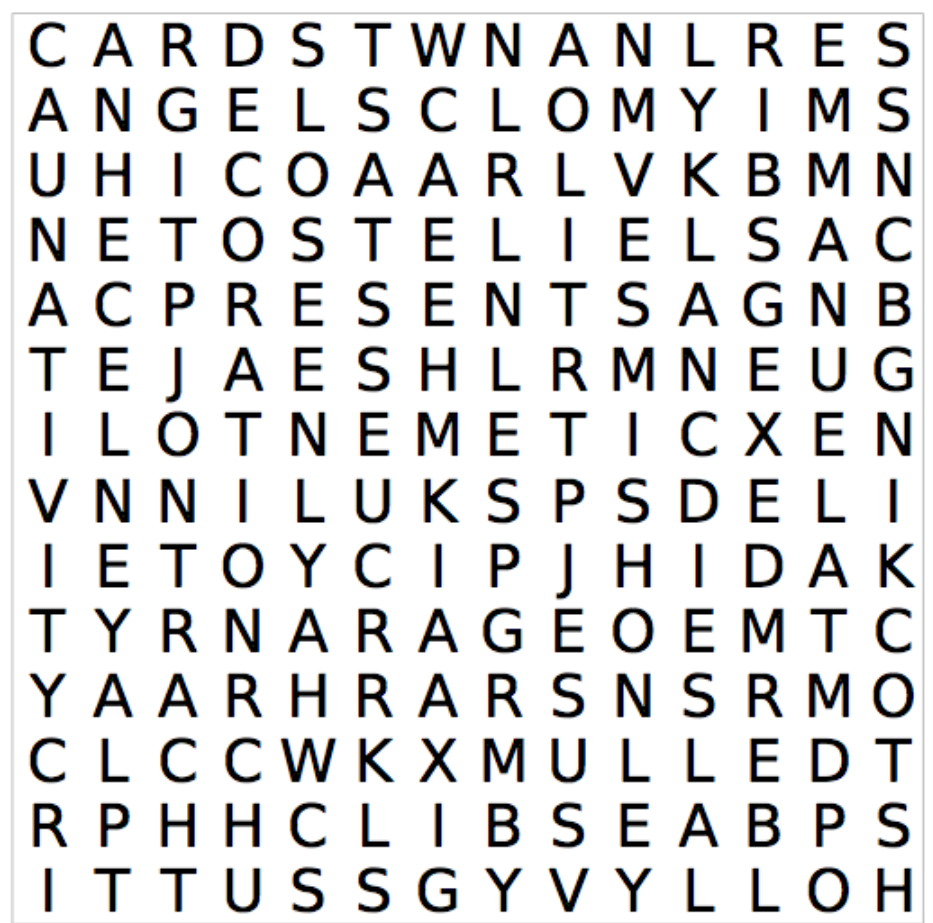 C A R D S T W N A N L R E S
A N G E L S C L O M Y I M S
U H I C O A A R L V K B M N
N E T O S T E L I E L S A C
A C P R E S E N T S A G N B
T E J A E S H L R M N E U G
I L O T N E M E T I C X E N
V N N I L U K S P S D E L I
I E T O Y C I P J H I D A K
T Y R N A R A G E O E M T C
Y A A R H R A R S N S R M O
C L C C W K X M U L L E D T
R P H H C L I B S E A B P S
I T T U S S G Y V Y L L O H